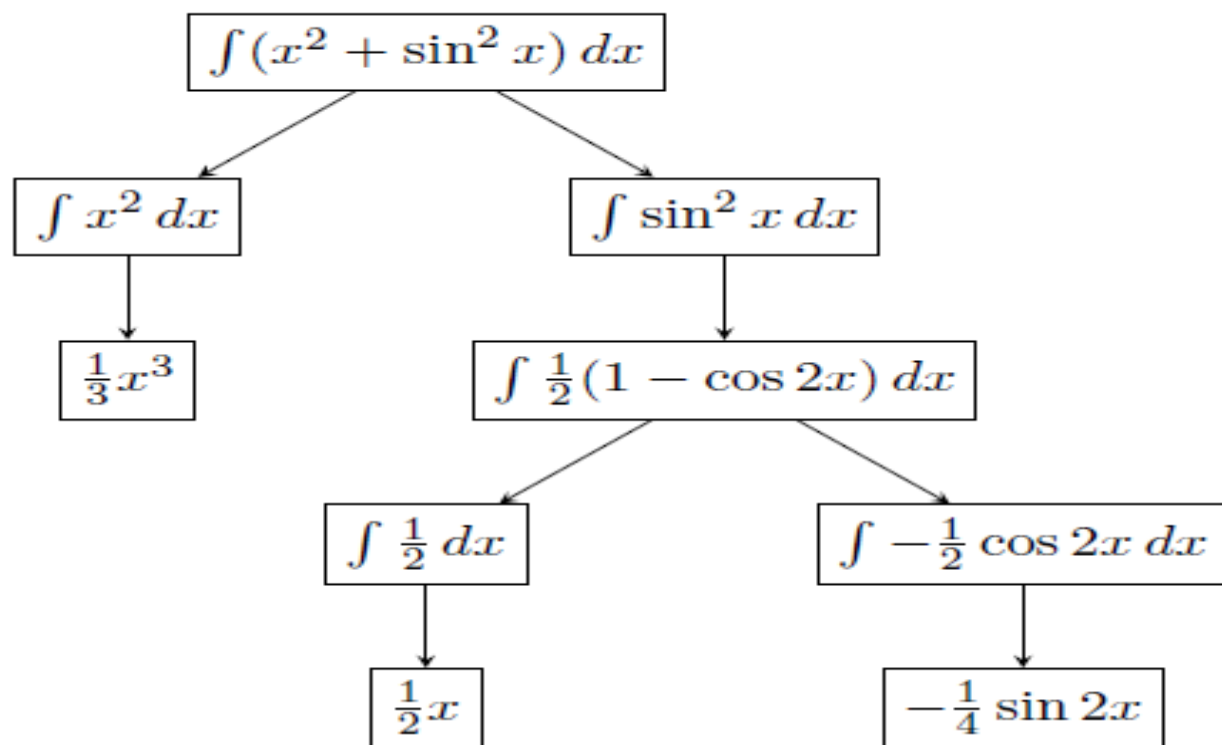 ∫(x² + sin² x) dx
∫ x² dx
∫ sin² x dx
⅓x³
∫ ½(1 − cos 2x) dx
∫ ½ dx
∫ −½ cos 2x dx
½x
−¼ sin 2x